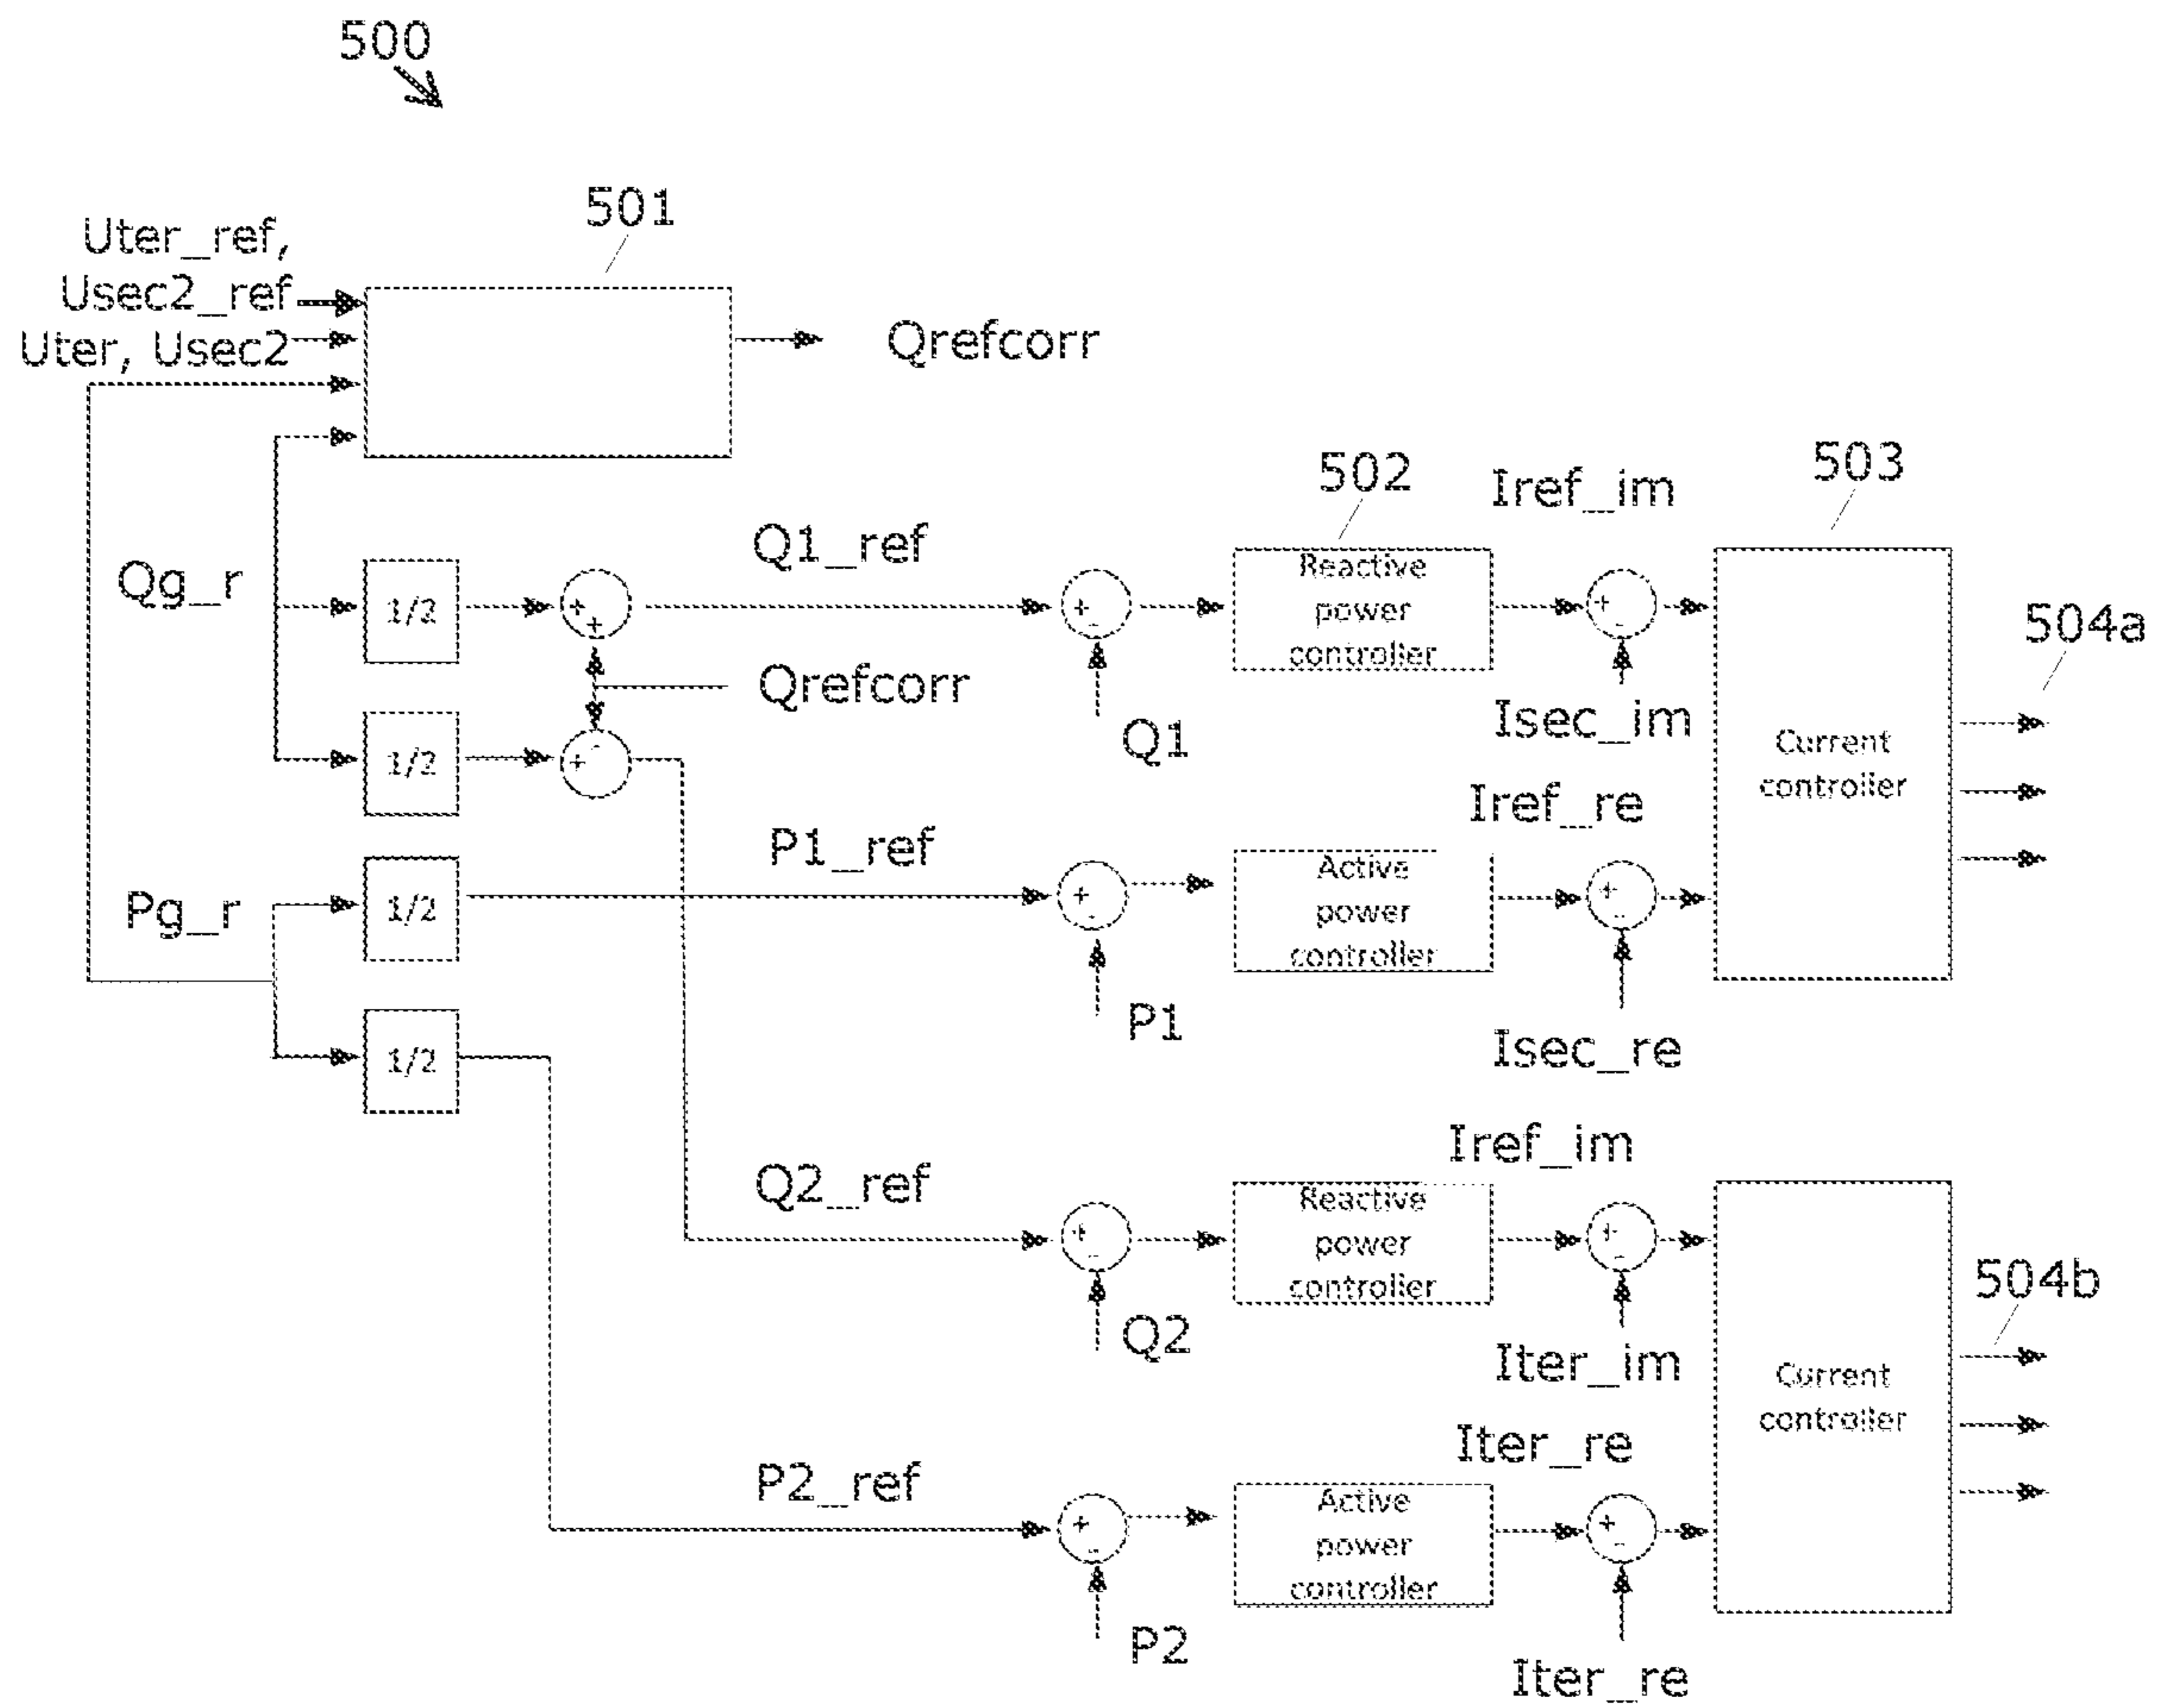 500
501
Uter_ref,
Usec2_ref
Uter, Usec2
Qrefcorr
502
Iref_im
503
Q1_ref
Qg_r
1/2
+
+
+
-
Reactive
power
controller
+
-
504a
Qrefcorr
Q1
Isec_im
1/2
+
-
Current
controller
Iref_re
P1_ref
Pg_r
1/2
+
-
Active
power
controller
+
-
P1
Isec_re
1/2
Iref_im
Q2_ref
+
-
Reactive
power
controller
+
-
504b
Q2
Iter_im
Current
controller
Iter_re
P2_ref
+
-
Active
power
controller
+
-
P2
Iter_re